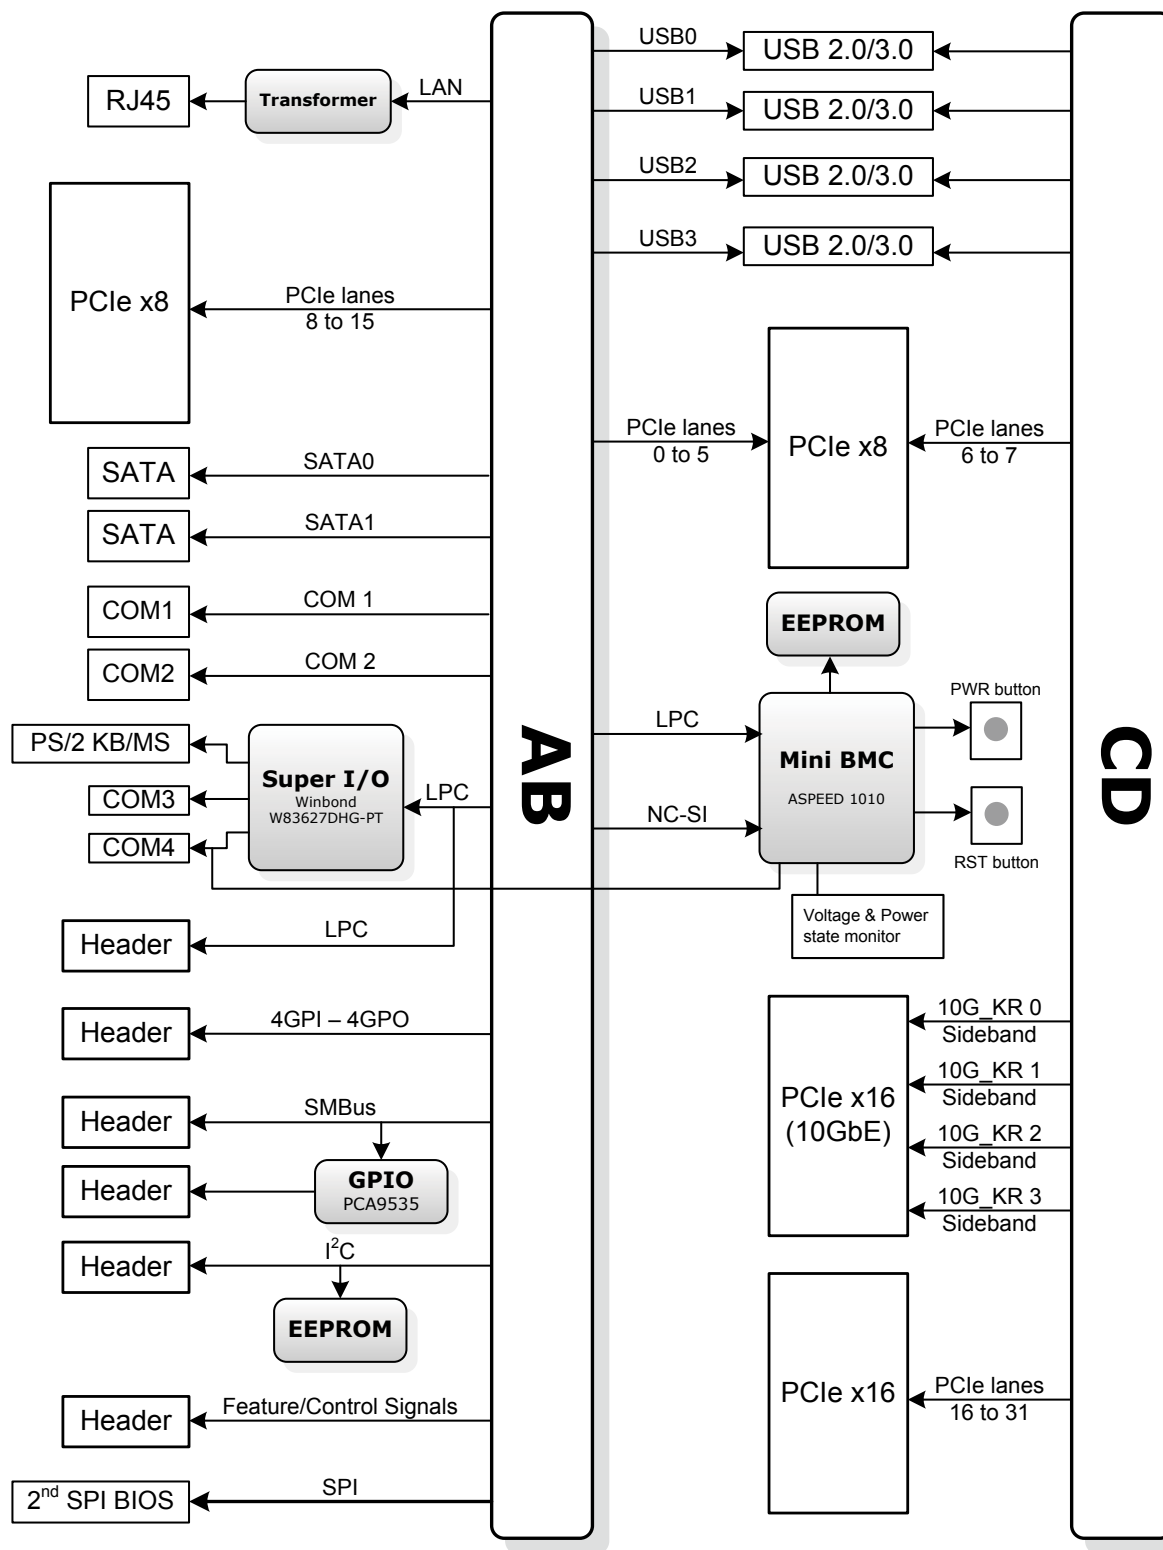 RJ45
Transformer
LAN
PCIe x8
PCIe lanes
8 to 15
SATA
SATA0
SATA
SATA1
COM1
COM 1
COM2
COM 2
PS/2 KB/MS
COM3
COM4
Super I/O
Winbond
W83627DHG-PT
LPC
Header
LPC
Header
4GPI – 4GPO
Header
SMBus
Header
GPIO
PCA9535
Header
I²C
EEPROM
Header
Feature/Control Signals
2nd SPI BIOS
SPI
AB
USB0
USB 2.0/3.0
USB1
USB 2.0/3.0
USB2
USB 2.0/3.0
USB3
USB 2.0/3.0
PCIe lanes
0 to 5
PCIe x8
PCIe lanes
6 to 7
EEPROM
LPC
NC-SI
Mini BMC
ASPEED 1010
PWR button
RST button
Voltage & Power
state monitor
PCIe x16
(10GbE)
10G_KR 0
Sideband
10G_KR 1
Sideband
10G_KR 2
Sideband
10G_KR 3
Sideband
PCIe x16
PCIe lanes
16 to 31
CD